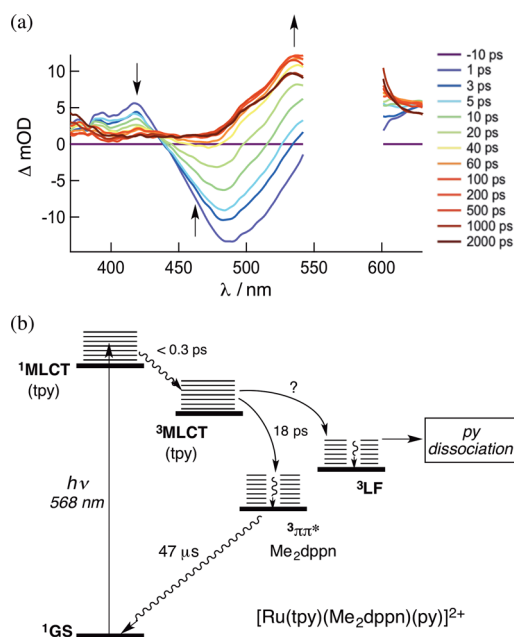 (a)
10
5
0
-5
-10
Δ mOD
400
450
500
550
600
λ / nm
-10 ps
1 ps
3 ps
5 ps
10 ps
20 ps
40 ps
60 ps
100 ps
200 ps
500 ps
1000 ps
2000 ps
(b)
¹MLCT
(tpy)
< 0.3 ps
³MLCT
(tpy)
?
18 ps
³LF
py
dissociation
hν
568 nm
³ππ*
Me₂dppn
47 μs
¹GS
[Ru(tpy)(Me₂dppn)(py)]²⁺